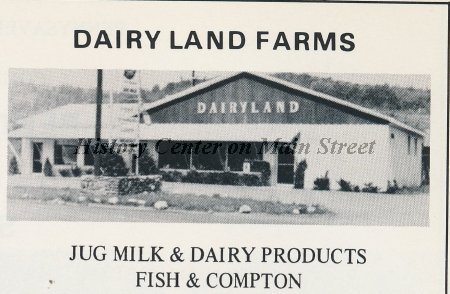 DAIRY LAND FARMS
DAIRYLAND
History Center on Main Street
JUG MILK & DAIRY PRODUCTS
FISH & COMPTON